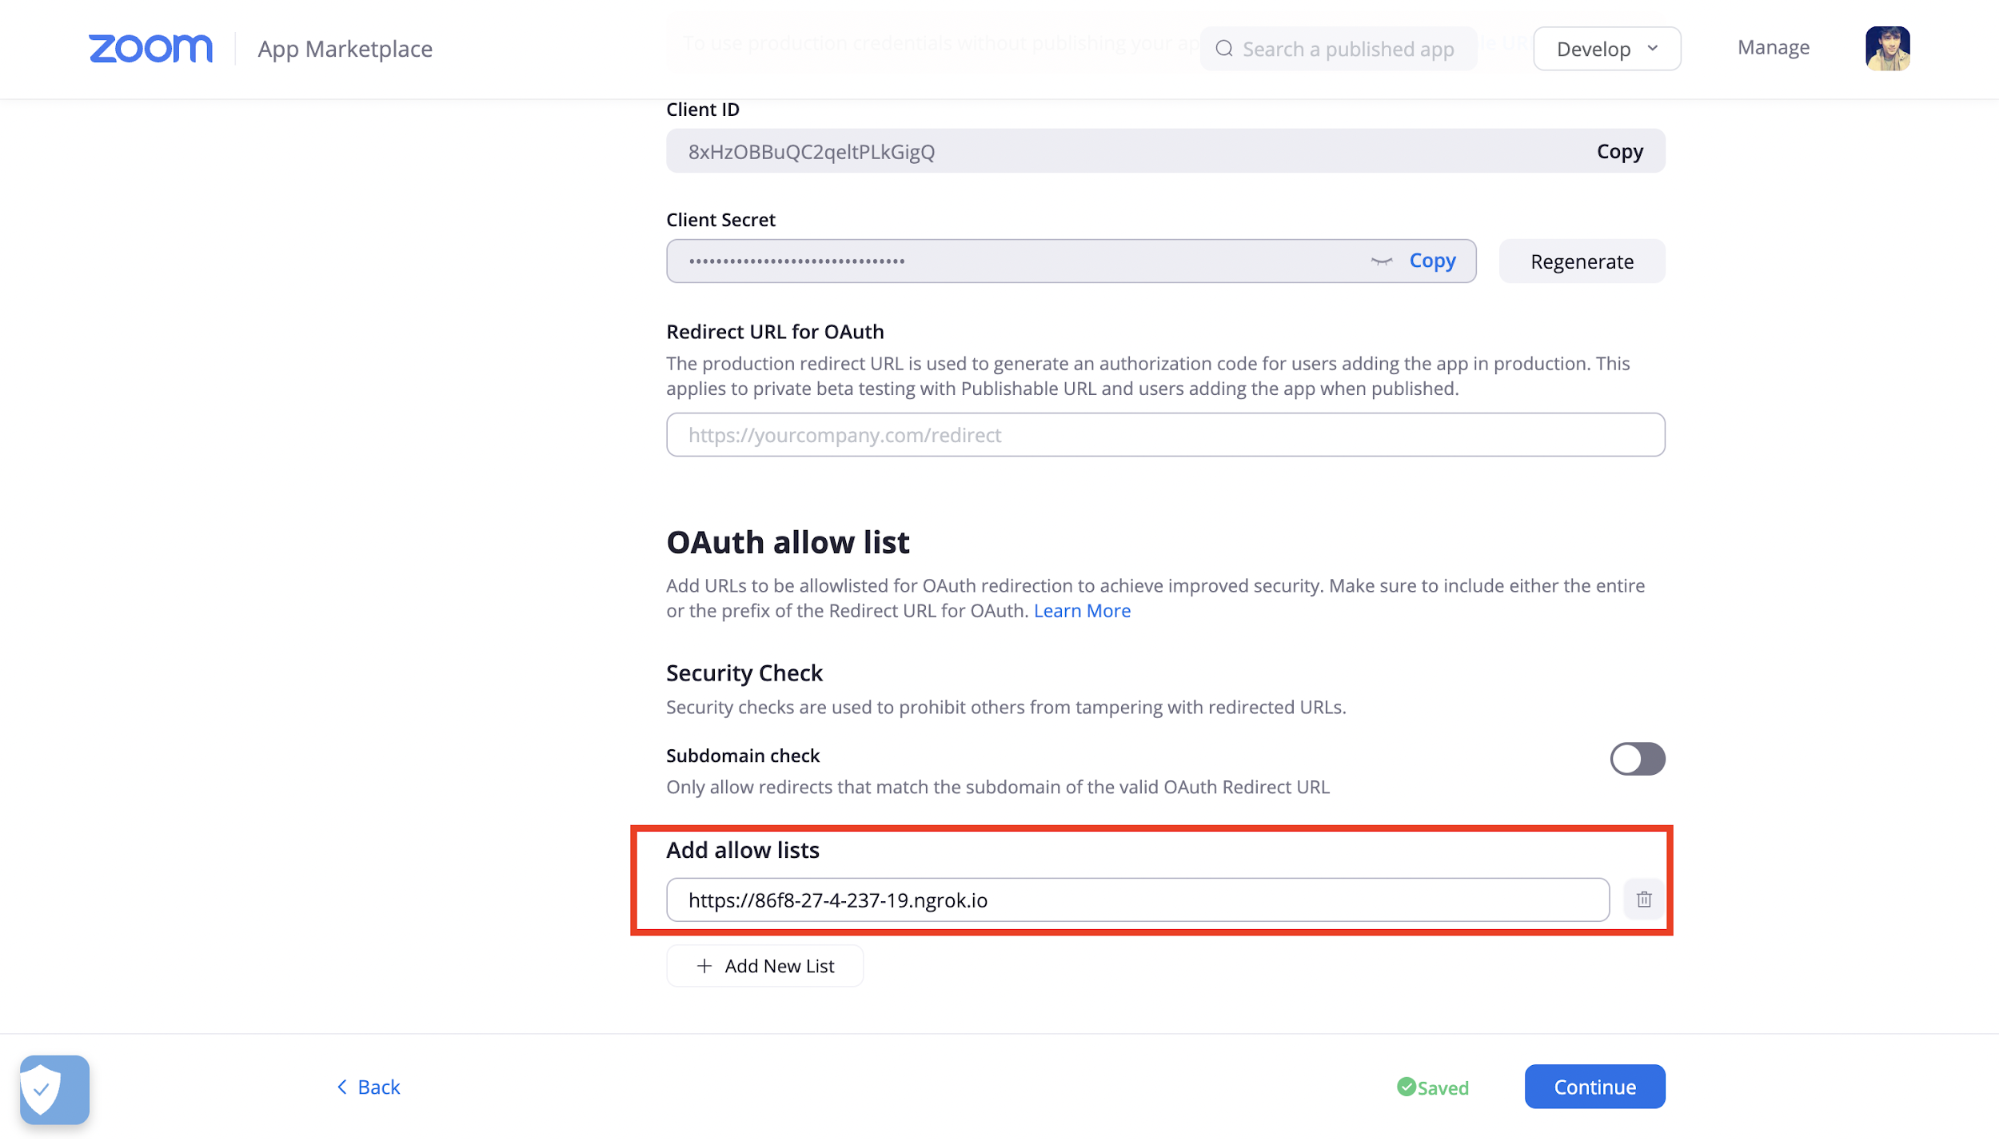 zoom App Marketplace
To use production credentials without publishing your ap
Search a published app
Develop
Manage
Client ID
8xHzOBBuQC2qeltPLkGigQ Copy
Client Secret
•••••••••••••••••••••••••••••••• Copy Regenerate
Redirect URL for OAuth
The production redirect URL is used to generate an authorization code for users adding the app in production. This
applies to private beta testing with Publishable URL and users adding the app when published.
https://yourcompany.com/redirect
OAuth allow list
Add URLs to be allowlisted for OAuth redirection to achieve improved security. Make sure to include either the entire
or the prefix of the Redirect URL for OAuth. Learn More
Security Check
Security checks are used to prohibit others from tampering with redirected URLs.
Subdomain check
Only allow redirects that match the subdomain of the valid OAuth Redirect URL
Add allow lists
https://86f8-27-4-237-19.ngrok.io
+ Add New List
Back Saved Continue